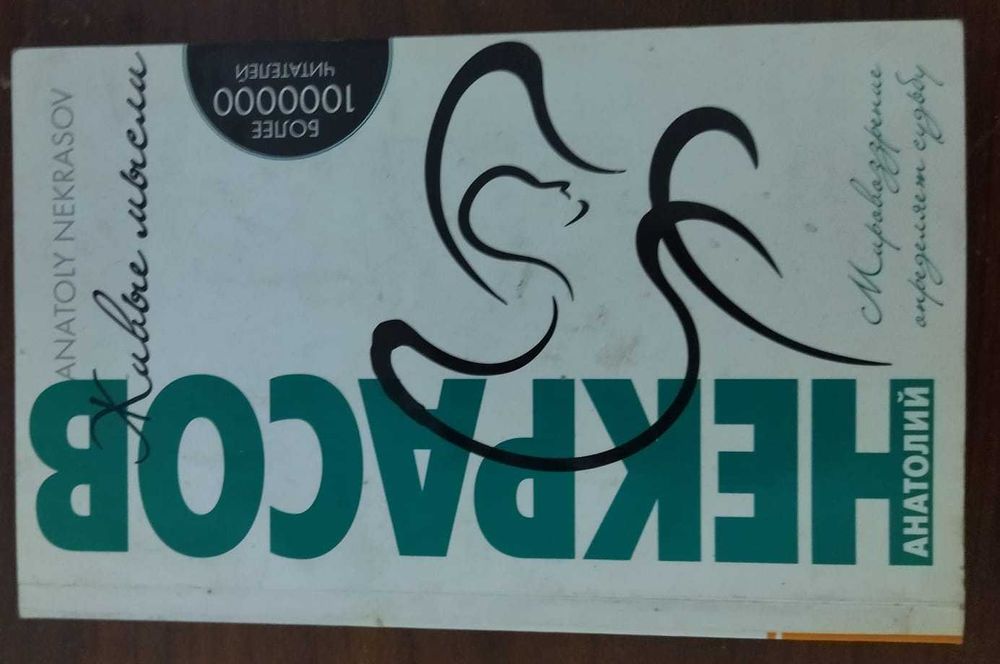 ANATOLY NEKRASOV
Живые мысли
БОЛЕЕ
1000000
ЧИТАТЕЛЕЙ
АНАТОЛИЙ
НЕКРАСОВ
Мировоззрение
определяет судьбу